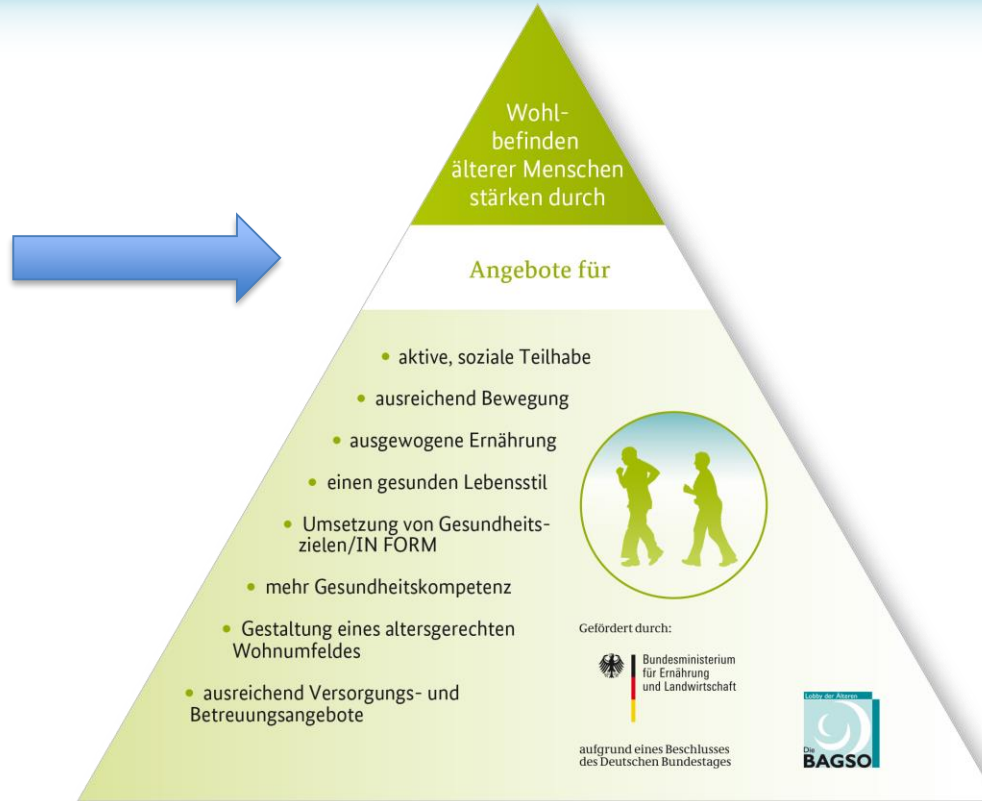 Wohl-
befinden
älterer Menschen
stärken durch
Angebote für
• aktive, soziale Teilhabe
• ausreichend Bewegung
• ausgewogene Ernährung
• einen gesunden Lebensstil
• Umsetzung von Gesundheits-
zielen/IN FORM
• mehr Gesundheitskompetenz
• Gestaltung eines altersgerechten
Wohnumfeldes
• ausreichend Versorgungs- und
Betreuungsangebote
Gefördert durch:
Bundesministerium
für Ernährung
und Landwirtschaft
aufgrund eines Beschlusses
des Deutschen Bundestages
Lobby der Älteren
Die
BAGSO